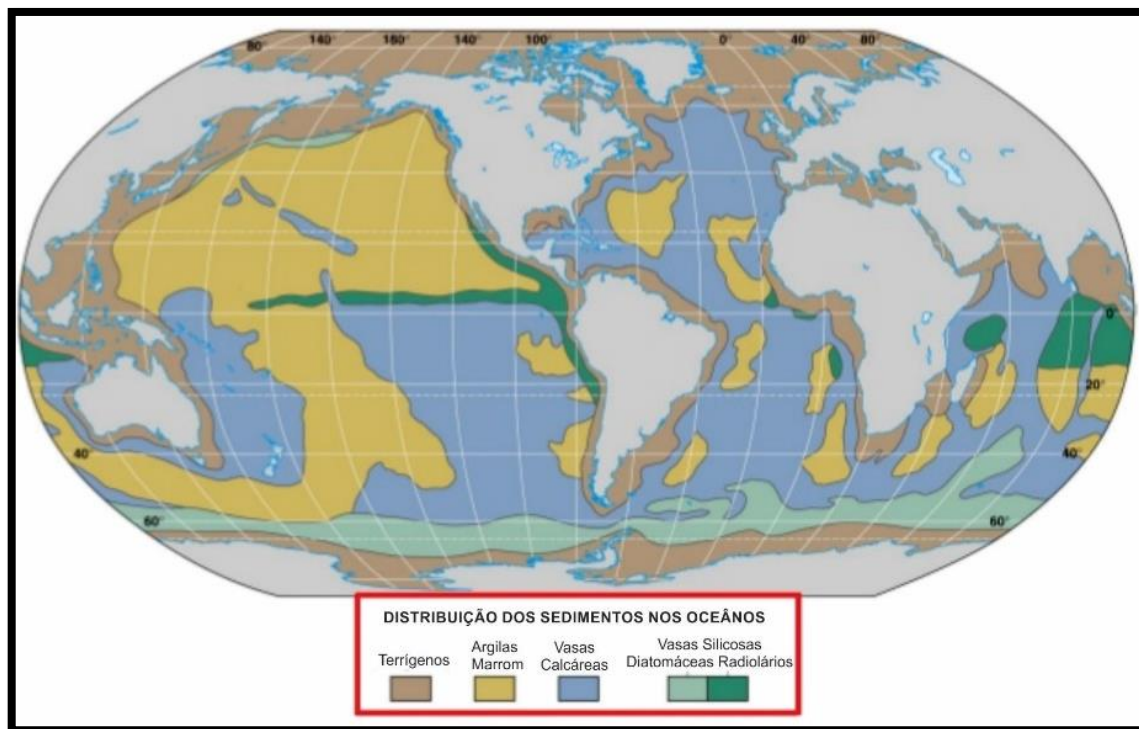 80° 140° 180° 140° 100° 0° 40° 80°
0°
20°
40° 40°
60° 60°
DISTRIBUIÇÃO DOS SEDIMENTOS NOS OCEÂNOS
Terrígenos
Argilas
Marrom
Vasas
Calcáreas
Vasas Silicosas
Diatomáceas Radiolários